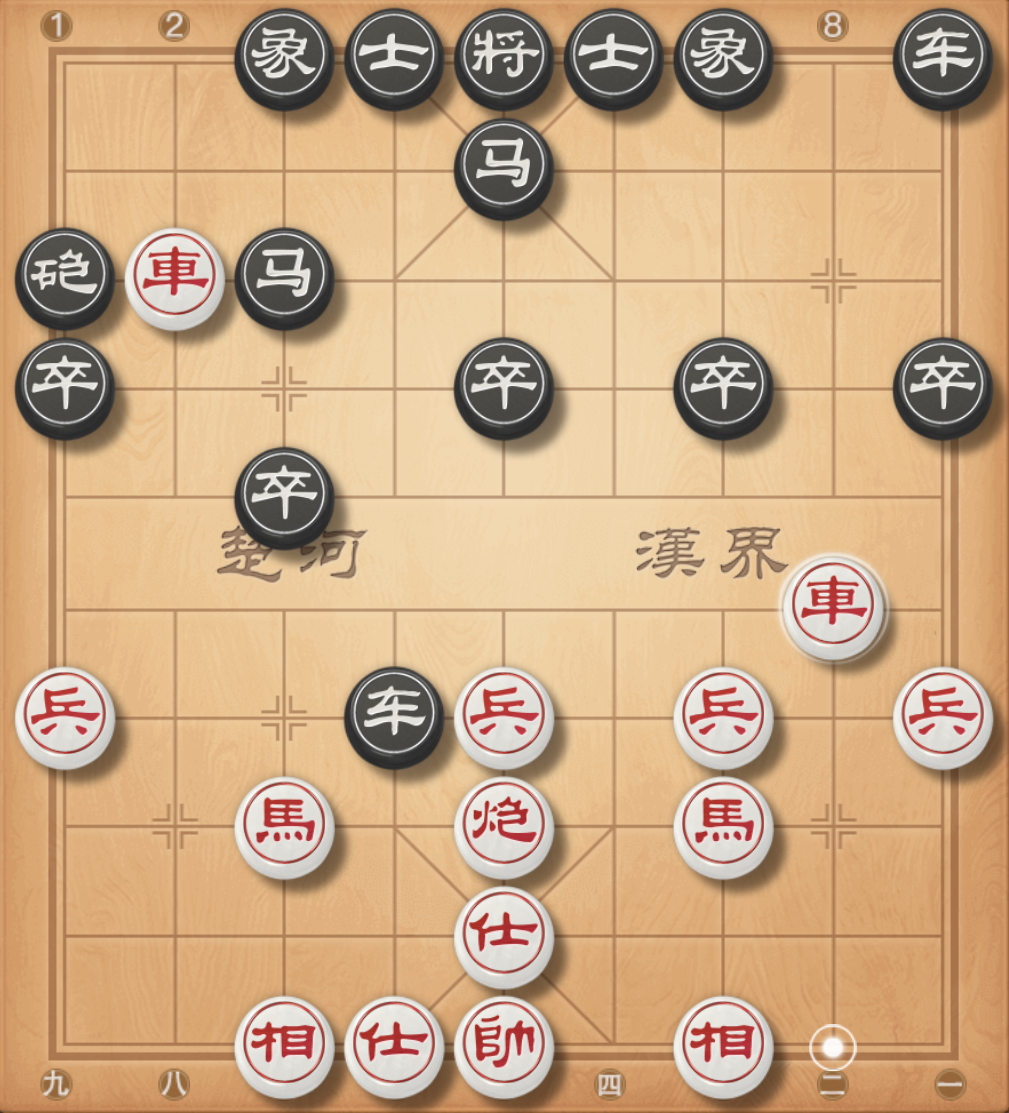 1 2 象 士 將 士 象 8 车
马
砲 車 马
卒 卒 卒 卒
卒
楚河 漢界
車
兵 车 兵 兵 兵
馬 炮 馬
仕
相 仕 帥 相
九 八 四 二 一